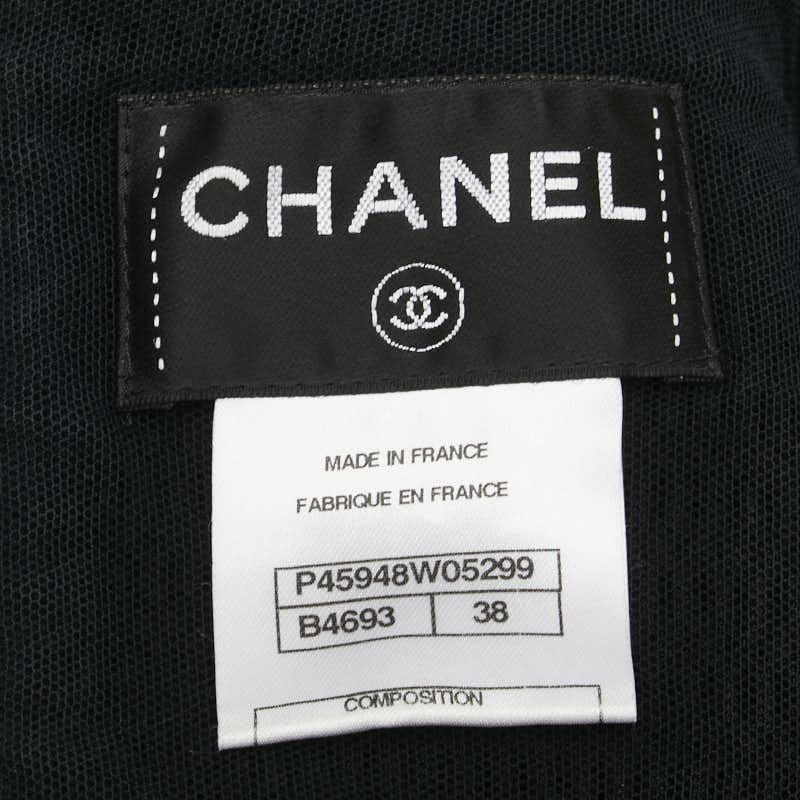 CHANEL
MADE IN FRANCE
FABRIQUE EN FRANCE
P45948W05299
B4693 38
COMPOSITION